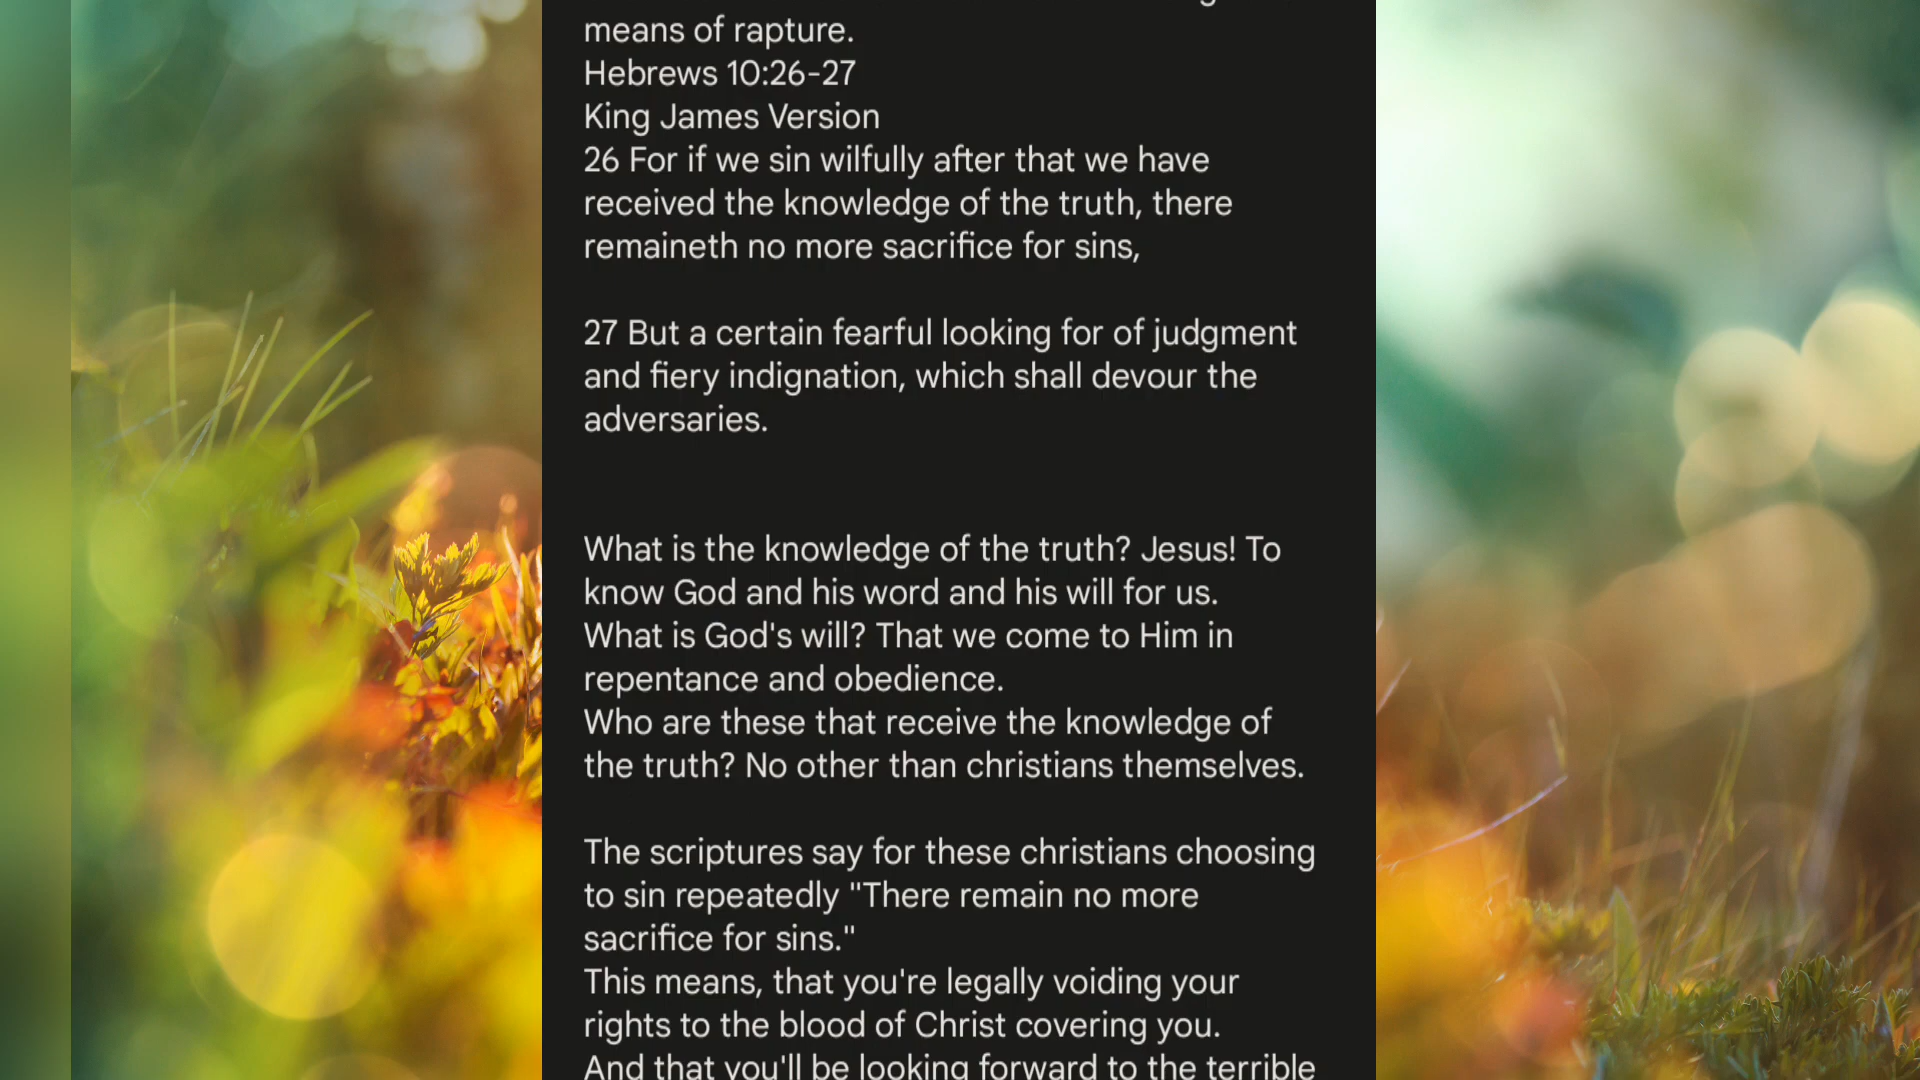 means of rapture.
Hebrews 10:26-27
King James Version
26 For if we sin wilfully after that we have
received the knowledge of the truth, there
remaineth no more sacrifice for sins,
27 But a certain fearful looking for of judgment
and fiery indignation, which shall devour the
adversaries.
What is the knowledge of the truth? Jesus! To
know God and his word and his will for us.
What is God's will? That we come to Him in
repentance and obedience.
Who are these that receive the knowledge of
the truth? No other than christians themselves.
The scriptures say for these christians choosing
to sin repeatedly "There remain no more
sacrifice for sins."
This means, that you're legally voiding your
rights to the blood of Christ covering you.
And that you'll be looking forward to the terrible